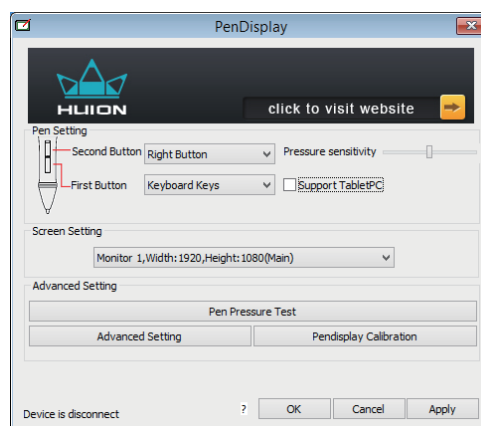 PenDisplay
HUION
click to visit website
Pen Setting
Second Button Right Button Pressure sensitivity
First Button Keyboard Keys Support TabletPC
Screen Setting
Monitor 1,Width:1920,Height:1080(Main)
Advanced Setting
Pen Pressure Test
Advanced Setting Pendisplay Calibration
Device is disconnect ? OK Cancel Apply